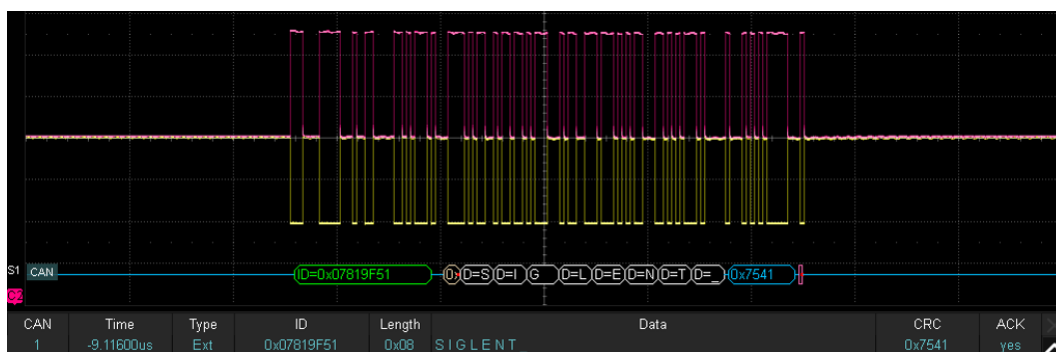 S1 CAN ID=0x07819F51 0x D=S D=I G D=L D=E D=N D=T D=_ 0x7541
C2
CAN Time Type ID Length Data CRC ACK
1 -9.11600us Ext 0x07819F51 0x08 S I G L E N T _ 0x7541 yes